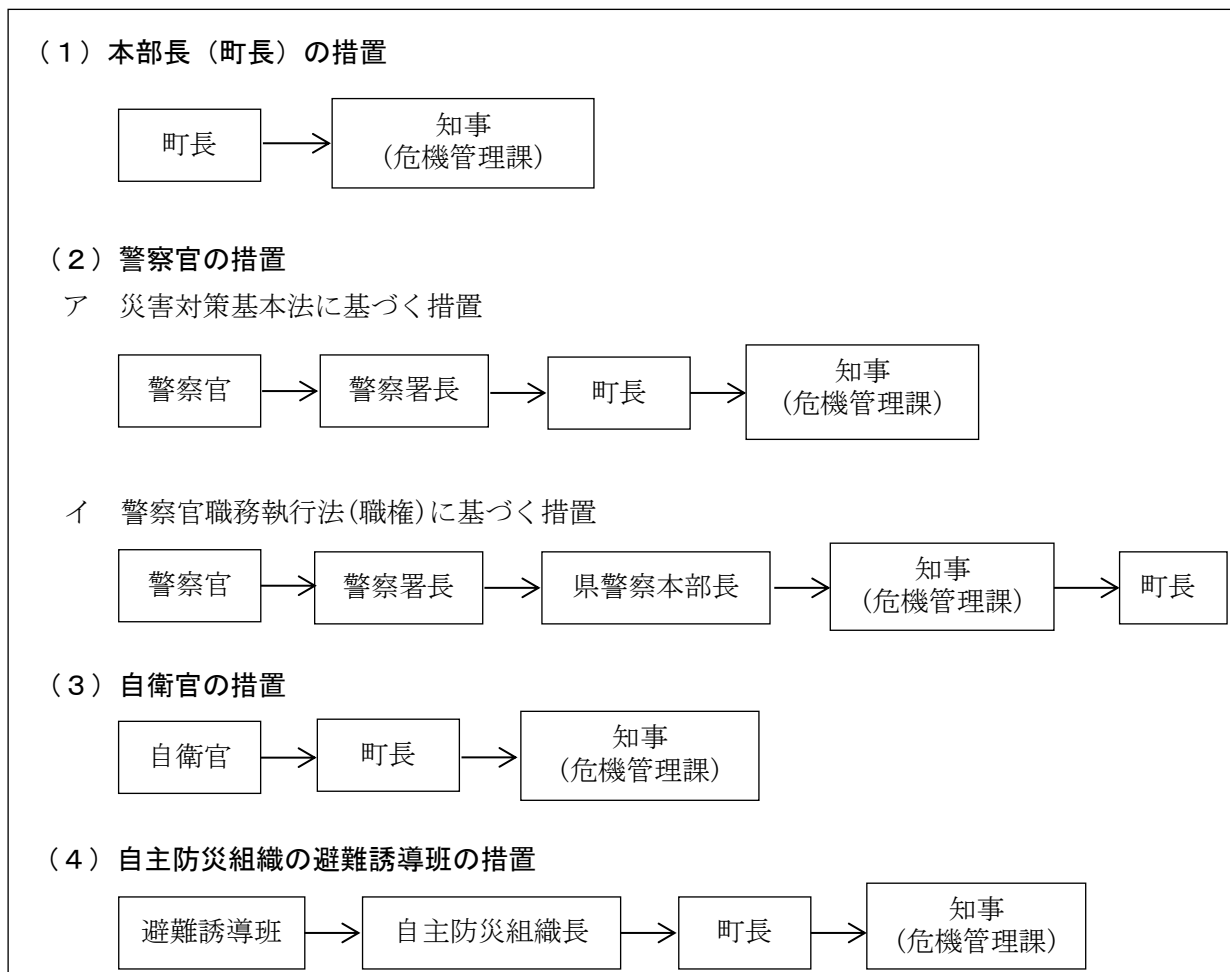 （１）本部長（町長）の措置
町長
知事
（危機管理課）
（２）警察官の措置
ア　災害対策基本法に基づく措置
警察官
警察署長
町長
知事
（危機管理課）
イ　警察官職務執行法（職権）に基づく措置
警察官
警察署長
県警察本部長
知事
（危機管理課）
町長
（３）自衛官の措置
自衛官
町長
知事
（危機管理課）
（４）自主防災組織の避難誘導班の措置
避難誘導班
自主防災組織長
町長
知事
（危機管理課）